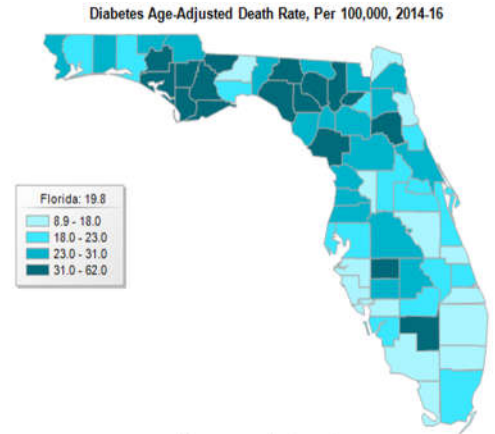 Diabetes Age-Adjusted Death Rate, Per 100,000, 2014-16
Florida: 19.8
8.9 - 18.0
18.0 - 23.0
23.0 - 31.0
31.0 - 62.0